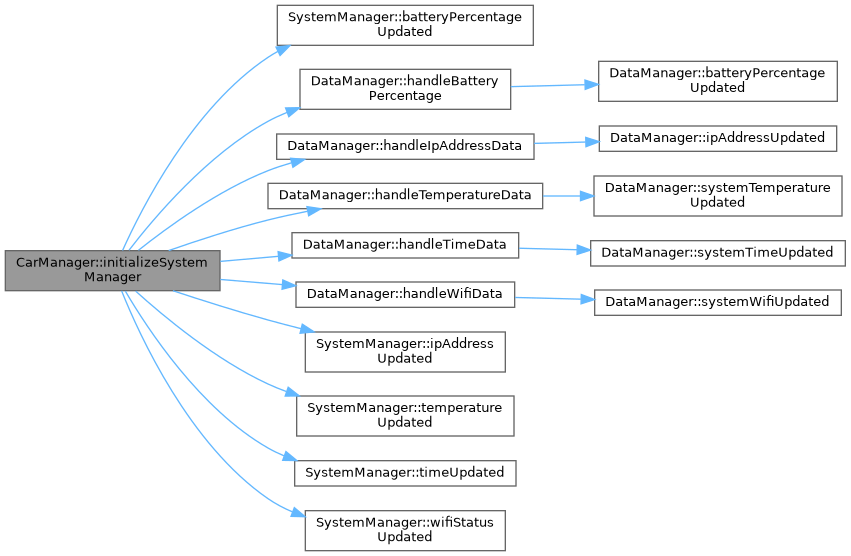 CarManager::initializeSystem
Manager
SystemManager::batteryPercentage
Updated
DataManager::handleBattery
Percentage
DataManager::batteryPercentage
Updated
DataManager::handleIpAddressData
DataManager::ipAddressUpdated
DataManager::handleTemperatureData
DataManager::systemTemperature
Updated
DataManager::handleTimeData
DataManager::systemTimeUpdated
DataManager::handleWifiData
DataManager::systemWifiUpdated
SystemManager::ipAddress
Updated
SystemManager::temperature
Updated
SystemManager::timeUpdated
SystemManager::wifiStatus
Updated